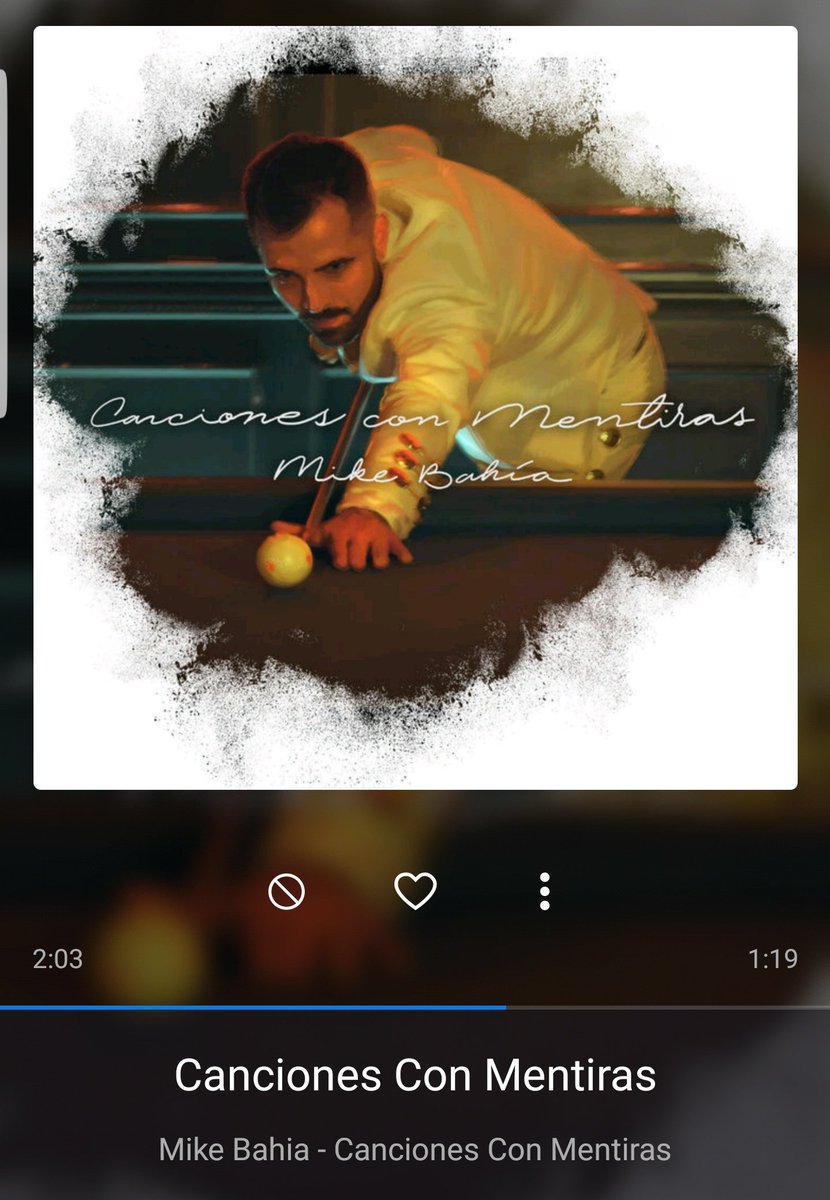 Canciones con Mentiras
Mike Bahía
2:03
1:19
Canciones Con Mentiras
Mike Bahia - Canciones Con Mentiras